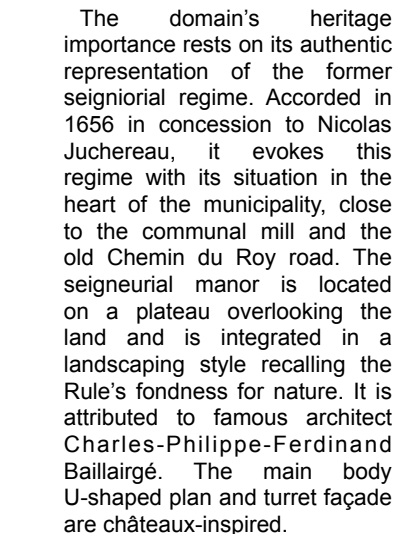 The domain’s heritage
importance rests on its authentic
representation of the former
seigniorial regime. Accorded in
1656 in concession to Nicolas
Juchereau, it evokes this
regime with its situation in the
heart of the municipality, close
to the communal mill and the
old Chemin du Roy road. The
seigneurial manor is located
on a plateau overlooking the
land and is integrated in a
landscaping style recalling the
Rule’s fondness for nature. It is
attributed to famous architect
Charles-Philippe-Ferdinand
Baillairgé. The main body
U-shaped plan and turret façade
are châteaux-inspired.